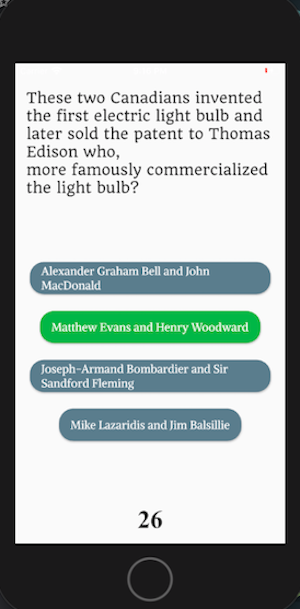 These two Canadians invented
the first electric light bulb and
later sold the patent to Thomas
Edison who,
more famously commercialized
the light bulb?
Alexander Graham Bell and John
MacDonald
Matthew Evans and Henry Woodward
Joseph-Armand Bombardier and Sir
Sandford Fleming
Mike Lazaridis and Jim Balsillie
26